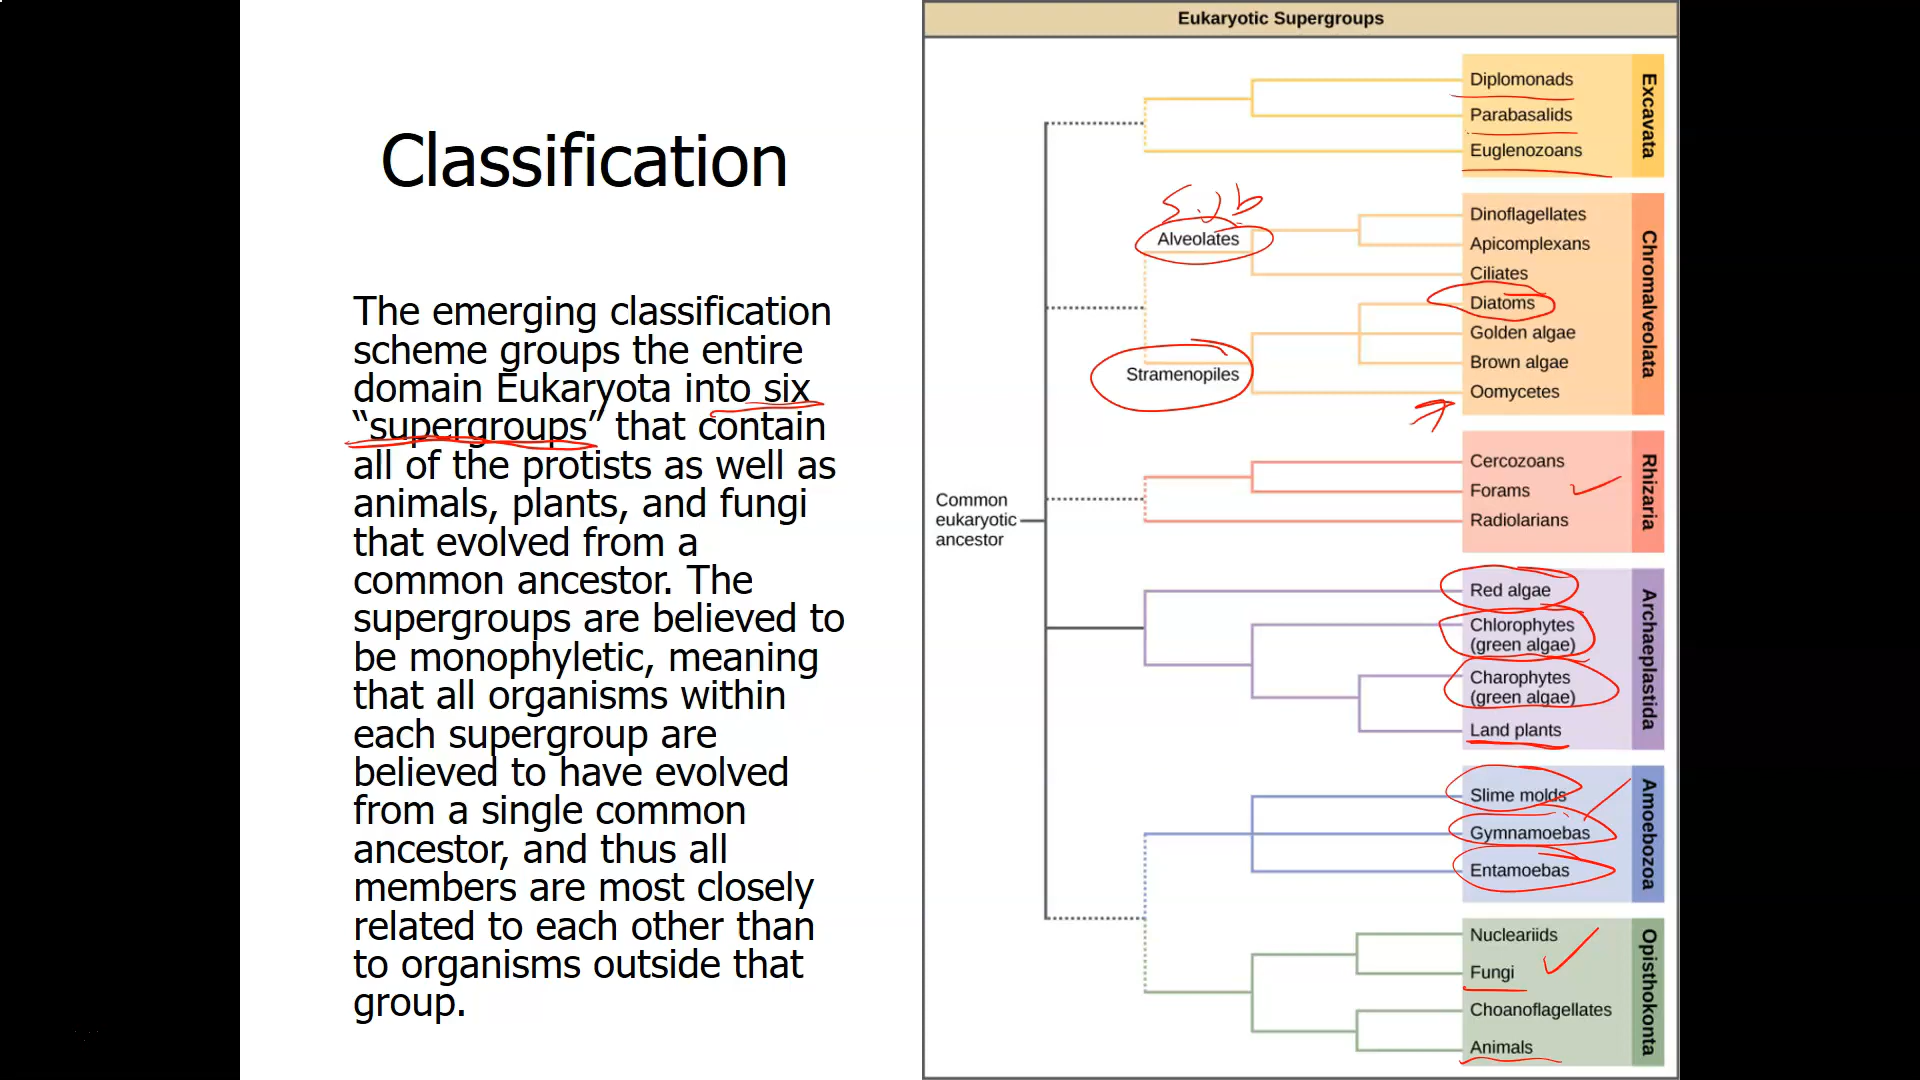 Classification
The emerging classification
scheme groups the entire
domain Eukaryota into six
“supergroups” that contain
all of the protists as well as
animals, plants, and fungi
that evolved from a
common ancestor. The
supergroups are believed to
be monophyletic, meaning
that all organisms within
each supergroup are
believed to have evolved
from a single common
ancestor, and thus all
members are most closely
related to each other than
to organisms outside that
group.
Eukaryotic Supergroups
Common
eukaryotic
ancestor
Alveolates
Stramenopiles
Diplomonads
Parabasalids
Euglenozoans
Excavata
Dinoflagellates
Apicomplexans
Ciliates
Diatoms
Golden algae
Brown algae
Oomycetes
Chromalveolata
Cercozoans
Forams
Radiolarians
Rhizaria
Red algae
Chlorophytes
(green algae)
Charophytes
(green algae)
Land plants
Archaeplastida
Slime molds
Gymnamoebas
Entamoebas
Amoebozoa
Nucleariids
Fungi
Choanoflagellates
Animals
Opisthokonta